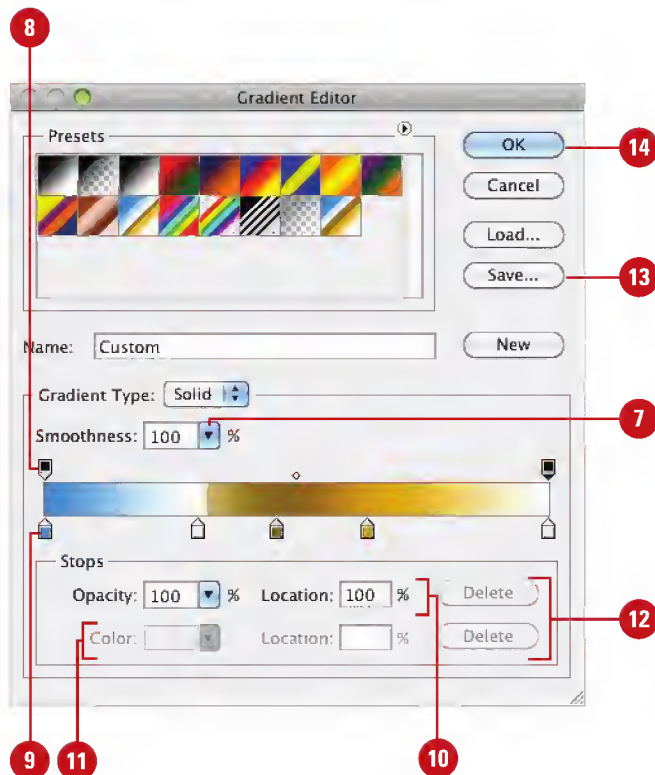 8
Gradient Editor
Presets
OK
14
Cancel
Load...
Save...
13
Name: Custom
New
Gradient Type: Solid
7
Smoothness: 100 %
8
Stops
Opacity: 100 % Location: 100 % Delete
12
Color: Location: % Delete
9
11
10